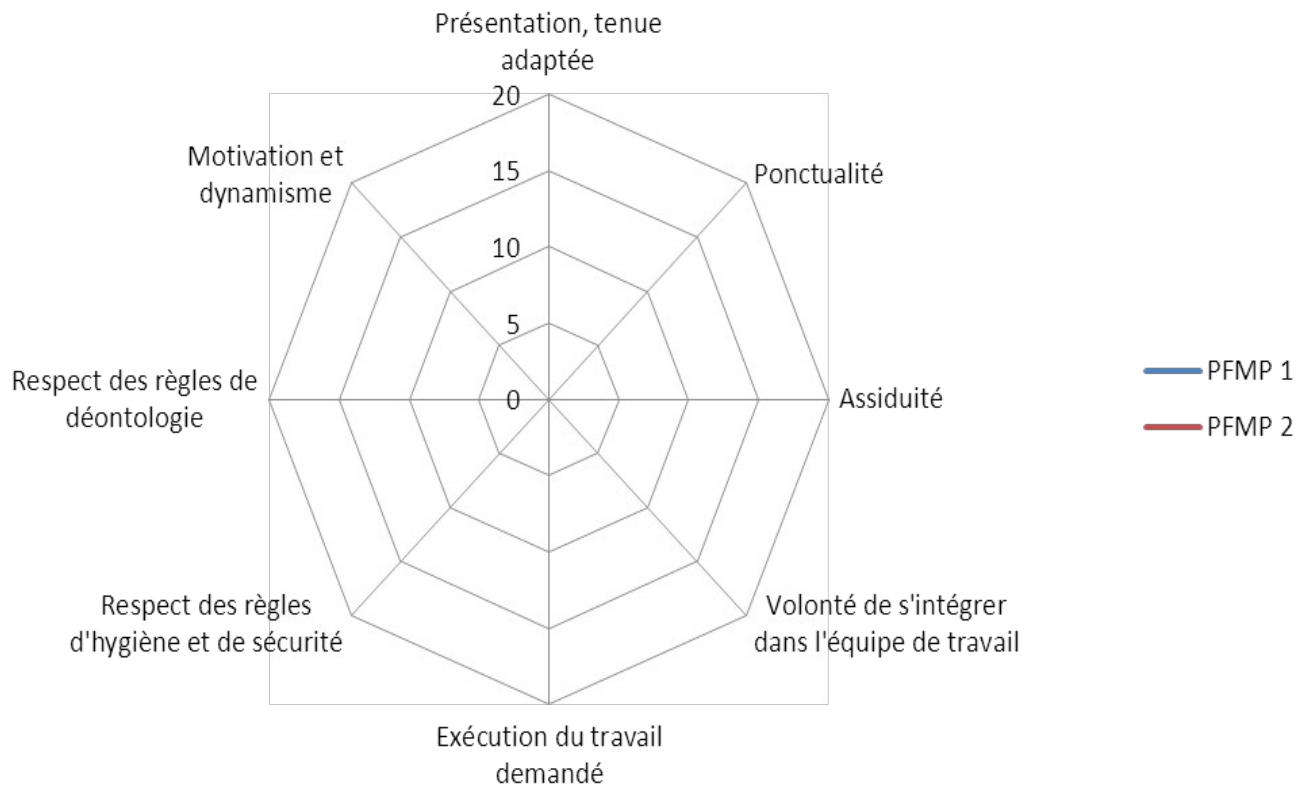 Présentation, tenue
adaptée
20
Motivation et
dynamisme
15
Ponctualité
10
5
Respect des règles de
déontologie
0
Assiduité
PFMP 1
PFMP 2
Respect des règles
d'hygiène et de sécurité
Volonté de s'intégrer
dans l'équipe de travail
Exécution du travail
demandé